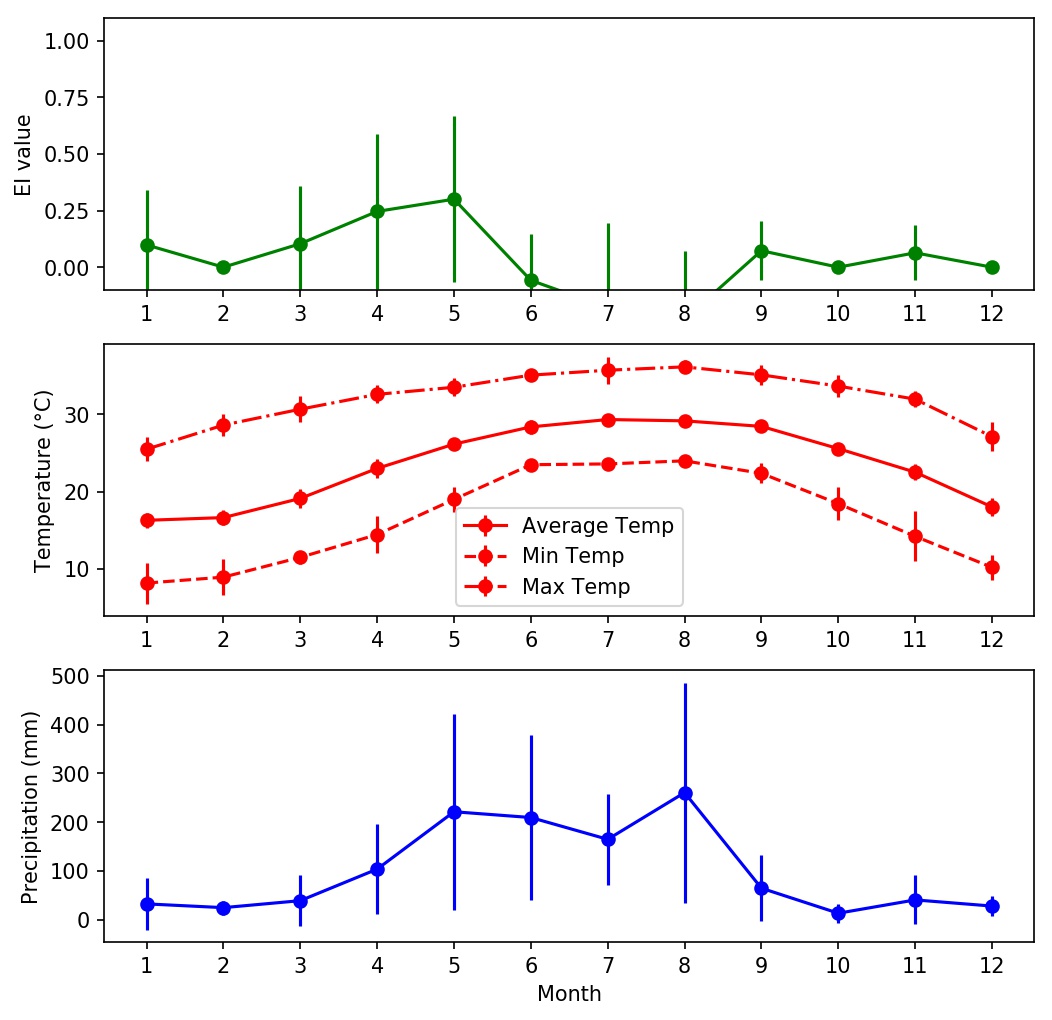 EI value
1.00
0.75
0.50
0.25
0.00
1 2 3 4 5 6 7 8 9 10 11 12
Temperature (°C)
30
20
10
Average Temp
Min Temp
Max Temp
1 2 3 4 5 6 7 8 9 10 11 12
Precipitation (mm)
500
400
300
200
100
0
1 2 3 4 5 6 7 8 9 10 11 12
Month